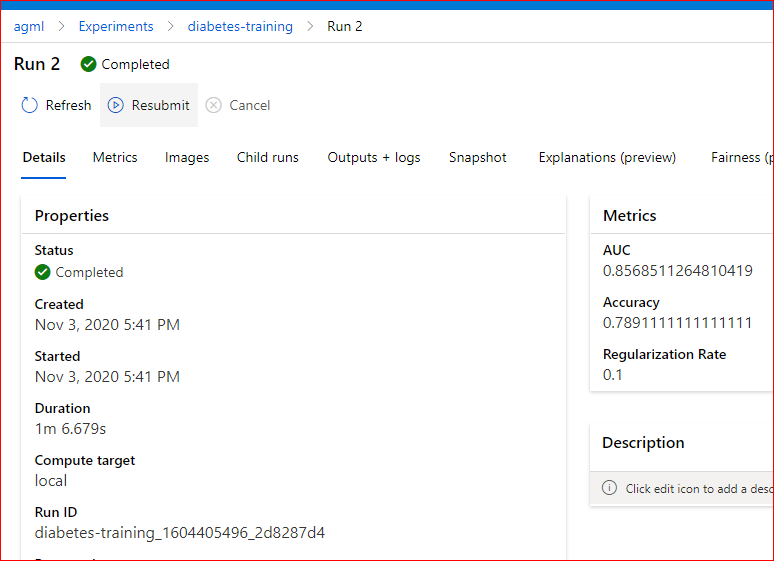 agml > Experiments > diabetes-training > Run 2
Run 2 Completed
Refresh Resubmit Cancel
Details Metrics Images Child runs Outputs + logs Snapshot Explanations (preview) Fairness (p
Properties
Status
Completed
Created
Nov 3, 2020 5:41 PM
Started
Nov 3, 2020 5:41 PM
Duration
1m 6.679s
Compute target
local
Run ID
diabetes-training_1604405496_2d8287d4
Metrics
AUC
0.8568511264810419
Accuracy
0.7891111111111111
Regularization Rate
0.1
Description
Click edit icon to add a desc